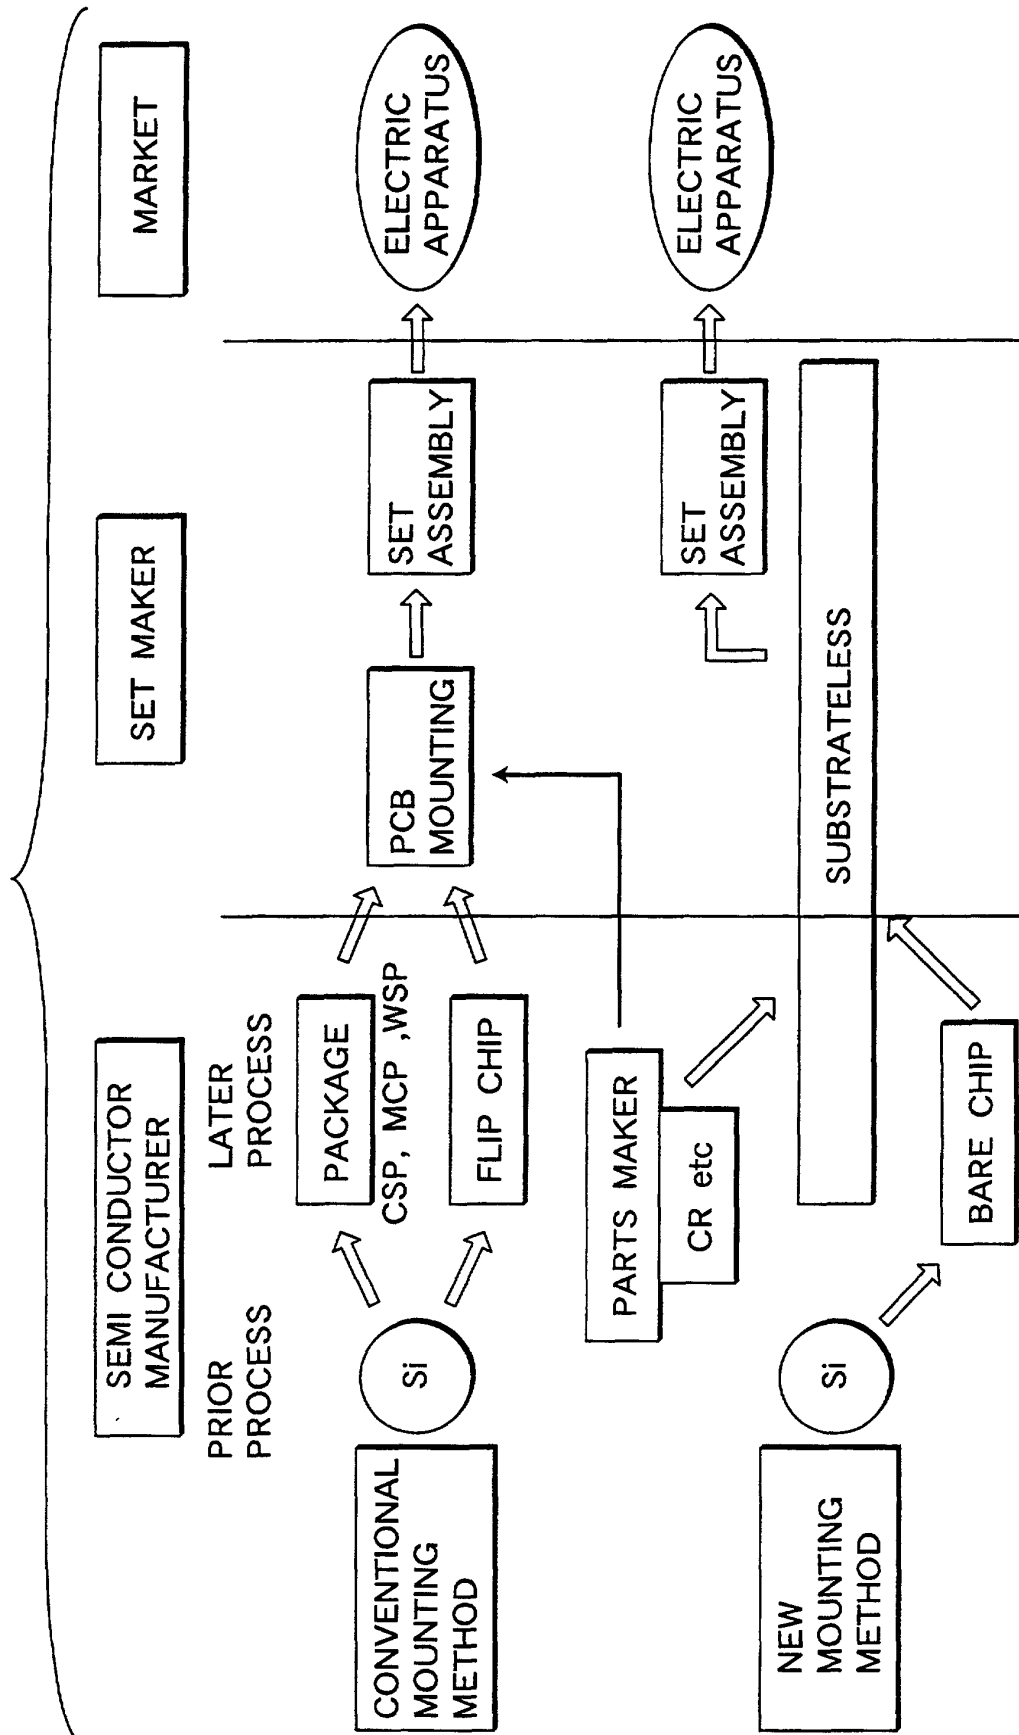 SEMI CONDUCTOR
MANUFACTURER
SET MAKER
MARKET
PRIOR
PROCESS
LATER
PROCESS
CONVENTIONAL
MOUNTING
METHOD
Si
PACKAGE
CSP, MCP ,WSP
FLIP CHIP
PCB
MOUNTING
SET
ASSEMBLY
ELECTRIC
APPARATUS
PARTS MAKER
CR etc
NEW
MOUNTING
METHOD
Si
BARE CHIP
SUBSTRATELESS
SET
ASSEMBLY
ELECTRIC
APPARATUS